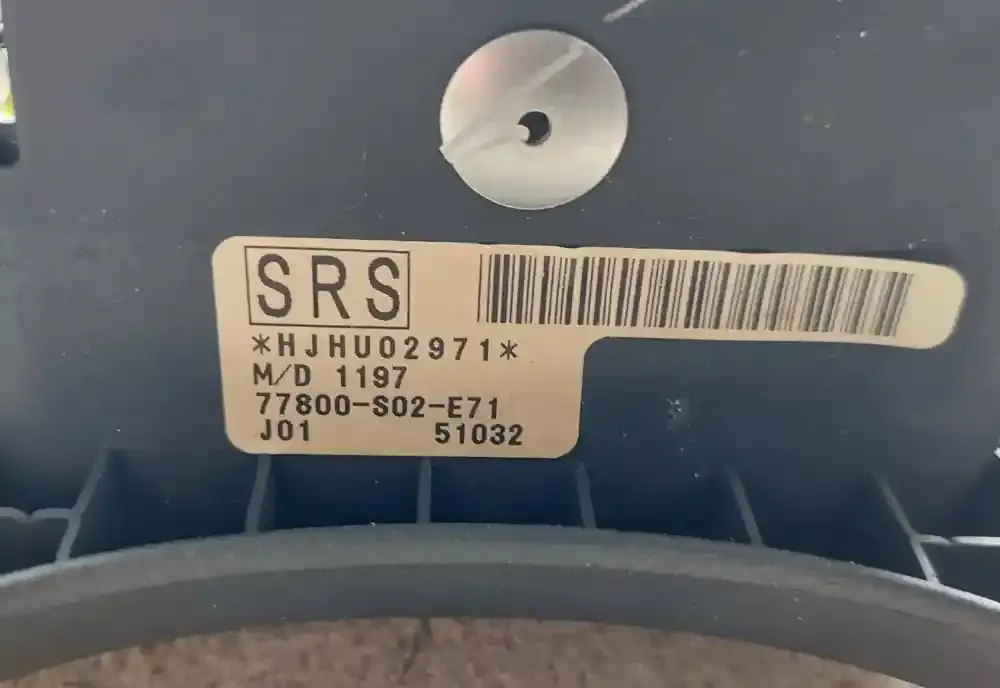 SRS
*HJHU02971*
M/D 1197
77800-S02-E71
J01 51032